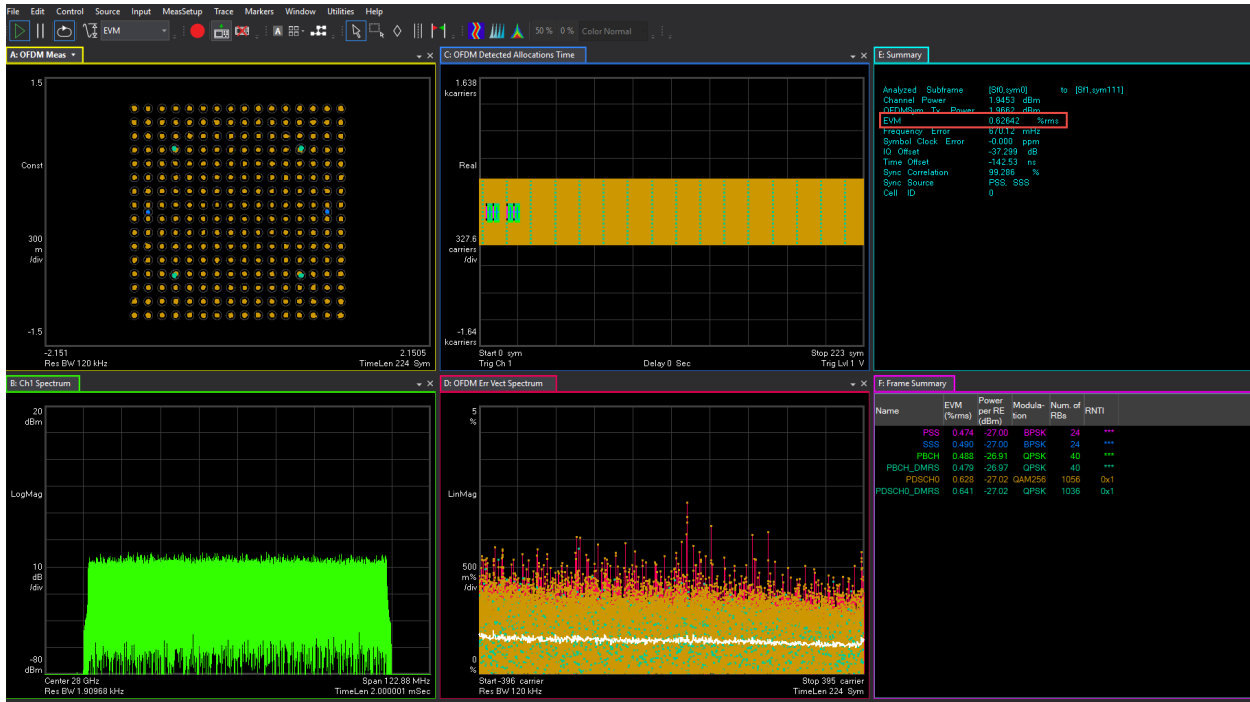 File Edit Control Source Input MeasSetup Trace Markers Window Utilities Help
EVM
A
50 % 0 % Color Normal
A: OFDM Meas
1.5
Const
300
m
/div
-1.5
-2.151 2.1505
Res BW 120 kHz TimeLen 224 Sym
C: OFDM Detected Allocations Time
1.638
kcarriers
Real
327.6
carriers
/div
-1.64
kcarriers
Start 0 sym Stop 223 sym
Trig Ch 1 Delay 0 Sec Trig Lvl 1 V
E: Summary
Analyzed Subframe [Sf0,sym0] to [Sf1,sym111]
Channel Power 1.9453 dBm
OFDMSym Tx Power 1.9662 dBm
EVM 0.62642 %rms
Frequency Error 670.12 mHz
Symbol Clock Error -0.000 ppm
IQ Offset -37.299 dB
Time Offset -142.53 ns
Sync Correlation 99.286 %
Sync Source PSS, SSS
Cell ID 0
B: Ch1 Spectrum
20
dBm
LogMag
10
dB
/div
-80
dBm
Center 28 GHz Span 122.88 MHz
Res BW 1.90968 kHz TimeLen 2.000001 mSec
D: OFDM Err Vect Spectrum
5
%
LinMag
500
m%
/div
0
%
Start -396 carrier Stop 395 carrier
Res BW 120 kHz TimeLen 224 Sym
F: Frame Summary
Name EVM (%rms) Power per RE (dBm) Modula-tion Num. of RBs RNTI
PSS 0.474 -27.00 BPSK 24 ***
SSS 0.490 -27.00 BPSK 24 ***
PBCH 0.488 -26.91 QPSK 40 ***
PBCH_DMRS 0.479 -26.97 QPSK 40 ***
PDSCH0 0.628 -27.02 QAM256 1056 0x1
PDSCH0_DMRS 0.641 -27.02 QPSK 1036 0x1